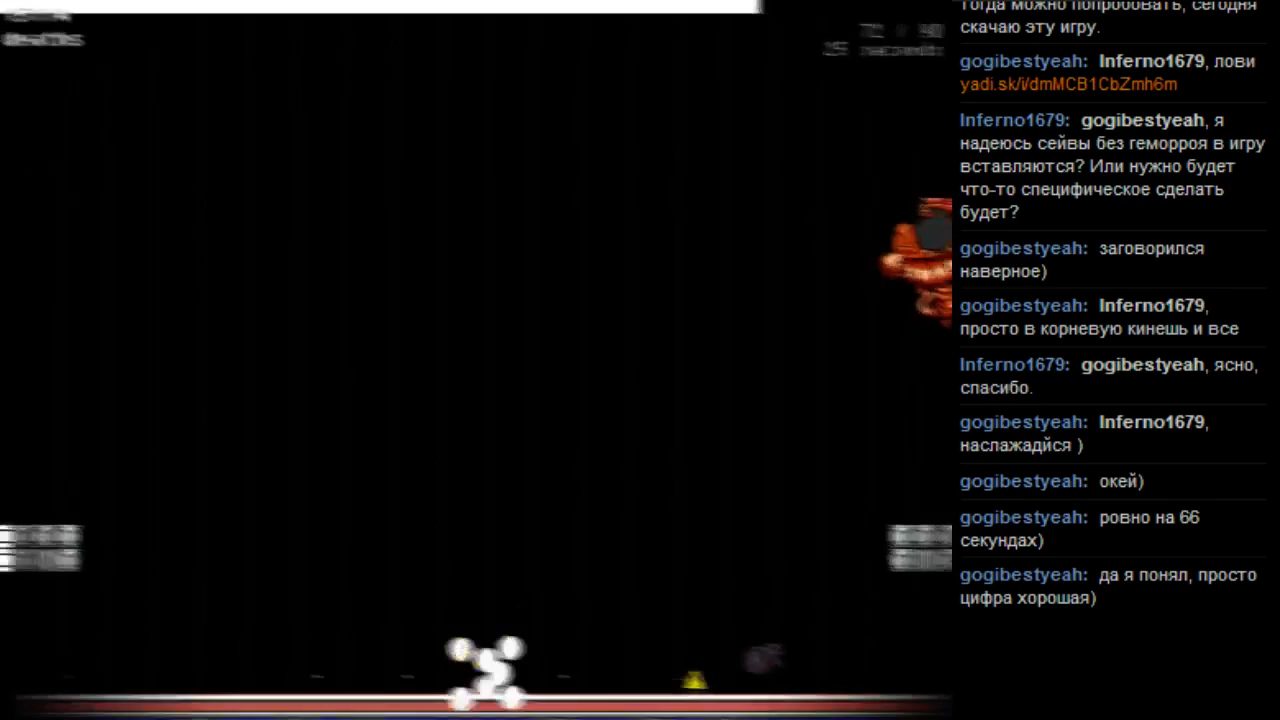 тогда можно попробовать, сегодня
скачаю эту игру.
gogibestyeah: Inferno1679, лови
yadi.sk/i/dmMCB1CbZmh6m
Inferno1679: gogibestyeah, я
надеюсь сейвы без геморроя в игру
вставляются? Или нужно будет
что-то специфическое сделать
будет?
gogibestyeah: заговорился
наверное)
gogibestyeah: Inferno1679,
просто в корневую кинешь и все
Inferno1679: gogibestyeah, ясно,
спасибо.
gogibestyeah: Inferno1679,
наслажадйся )
gogibestyeah: окей)
gogibestyeah: ровно на 66
секундах)
gogibestyeah: да я понял, просто
цифра хорошая)